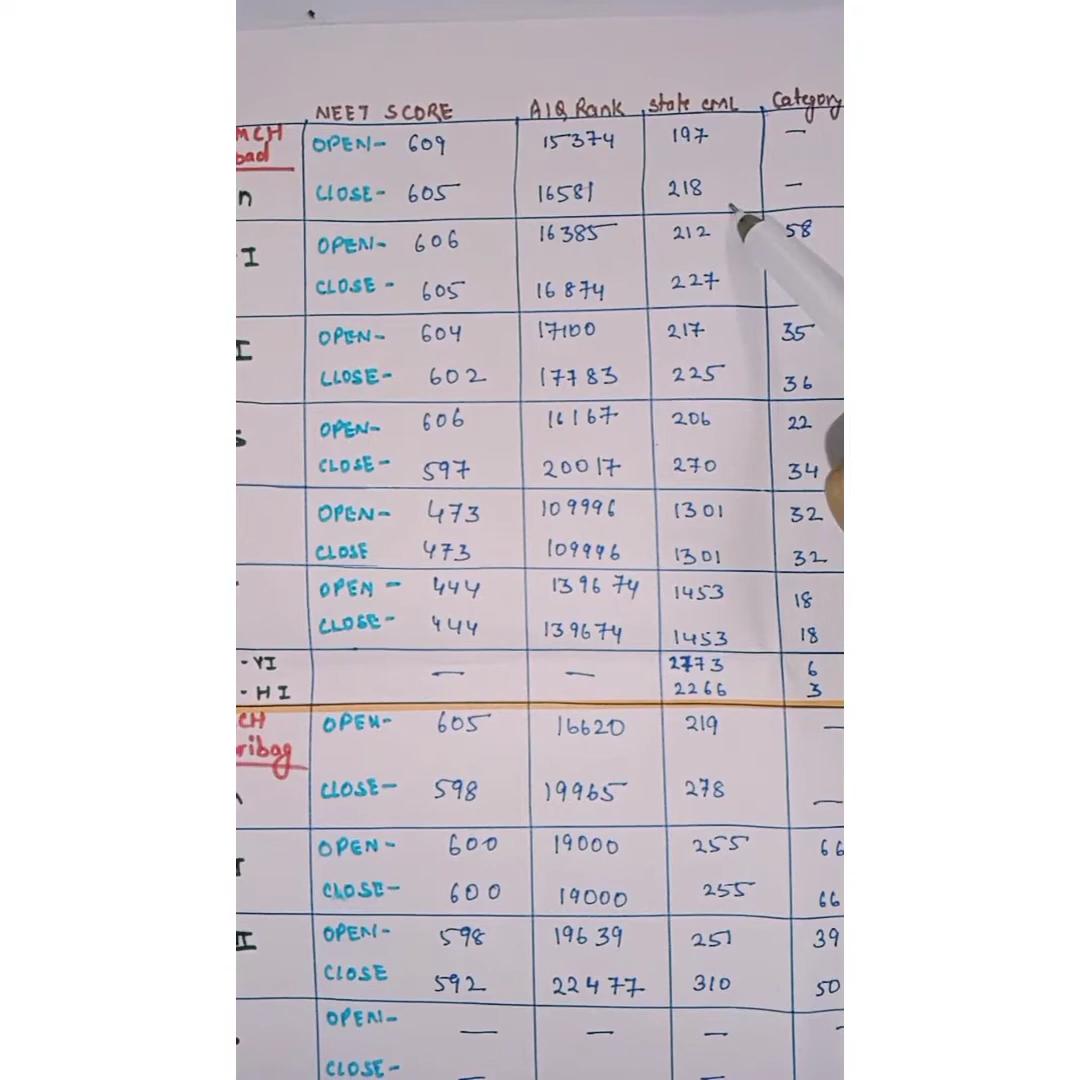 NEET SCORE AIQ Rank State CML Category
MCH OPEN- 609 15374 197 —
bad
n CLOSE- 605 16581 218 —
I OPEN- 606 16385 212 58
CLOSE- 605 16874 227
I OPEN- 604 17100 217 35
CLOSE- 602 17783 225 36
S OPEN- 606 16167 206 22
CLOSE- 597 20017 270 34
OPEN- 473 109996 1301 32
CLOSE 473 109996 1301 32
OPEN- 444 139674 1453 18
CLOSE- 444 139674 1453 18
- VI — — 2773 6
- HI 2266 3
CH OPEN- 605 16620 219 —
ribag
CLOSE- 598 19965 278 —
OPEN- 600 19000 255 66
CLOSE- 600 19000 255 66
II OPEN- 598 19639 251 39
CLOSE 592 22477 310 50
OPEN- — — — -
CLOSE- — —